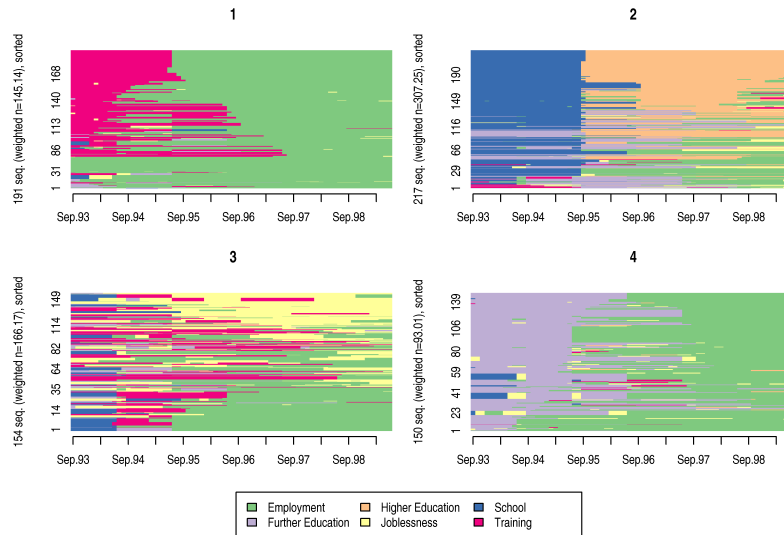 1
191 seq. (weighted n=145.14), sorted
1 31 86 113 140 168
Sep.93 Sep.94 Sep.95 Sep.96 Sep.97 Sep.98
2
217 seq. (weighted n=307.25), sorted
1 29 66 116 149 190
Sep.93 Sep.94 Sep.95 Sep.96 Sep.97 Sep.98
3
154 seq. (weighted n=166.17), sorted
1 14 35 64 82 114 149
Sep.93 Sep.94 Sep.95 Sep.96 Sep.97 Sep.98
4
150 seq. (weighted n=93.01), sorted
1 23 41 59 80 106 139
Sep.93 Sep.94 Sep.95 Sep.96 Sep.97 Sep.98
Employment Higher Education School
Further Education Joblessness Training